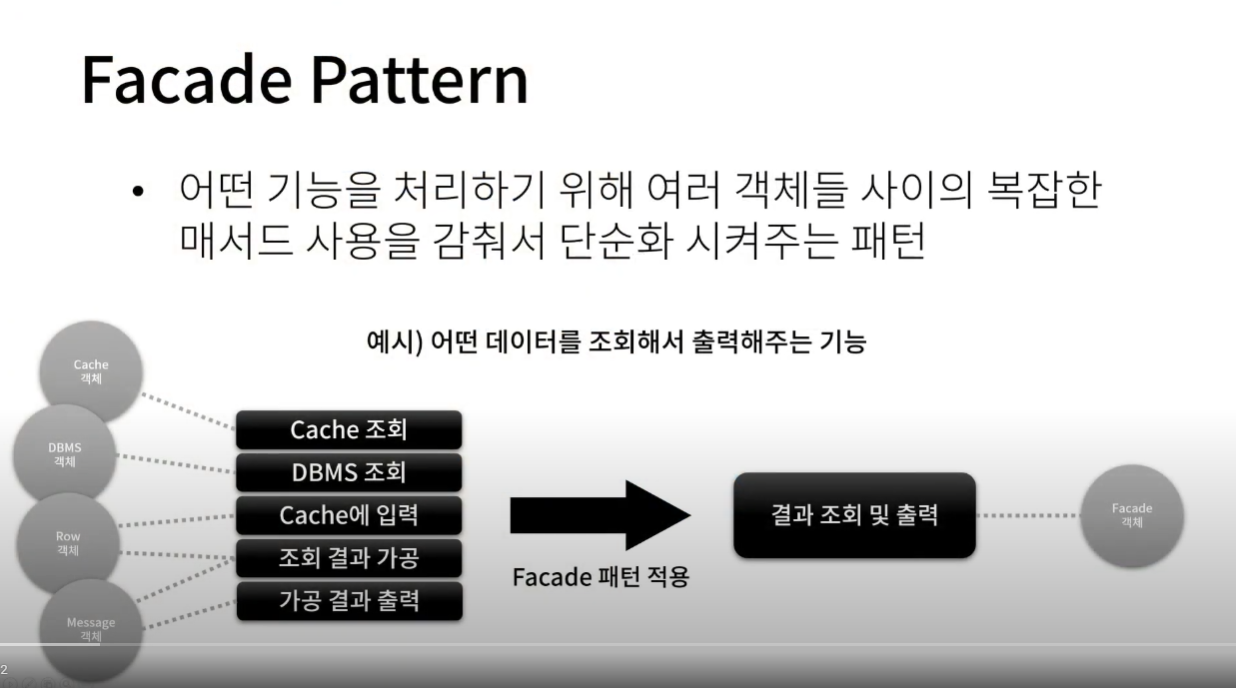 Facade Pattern
• 어떤 기능을 처리하기 위해 여러 객체들 사이의 복잡한
매서드 사용을 감춰서 단순화 시켜주는 패턴
예시) 어떤 데이터를 조회해서 출력해주는 기능
Cache
객체
DBMS
객체
Row
객체
Message
객체
Cache 조회
DBMS 조회
Cache에 입력
조회 결과 가공
가공 결과 출력
Facade 패턴 적용
결과 조회 및 출력
Facade
객체
2